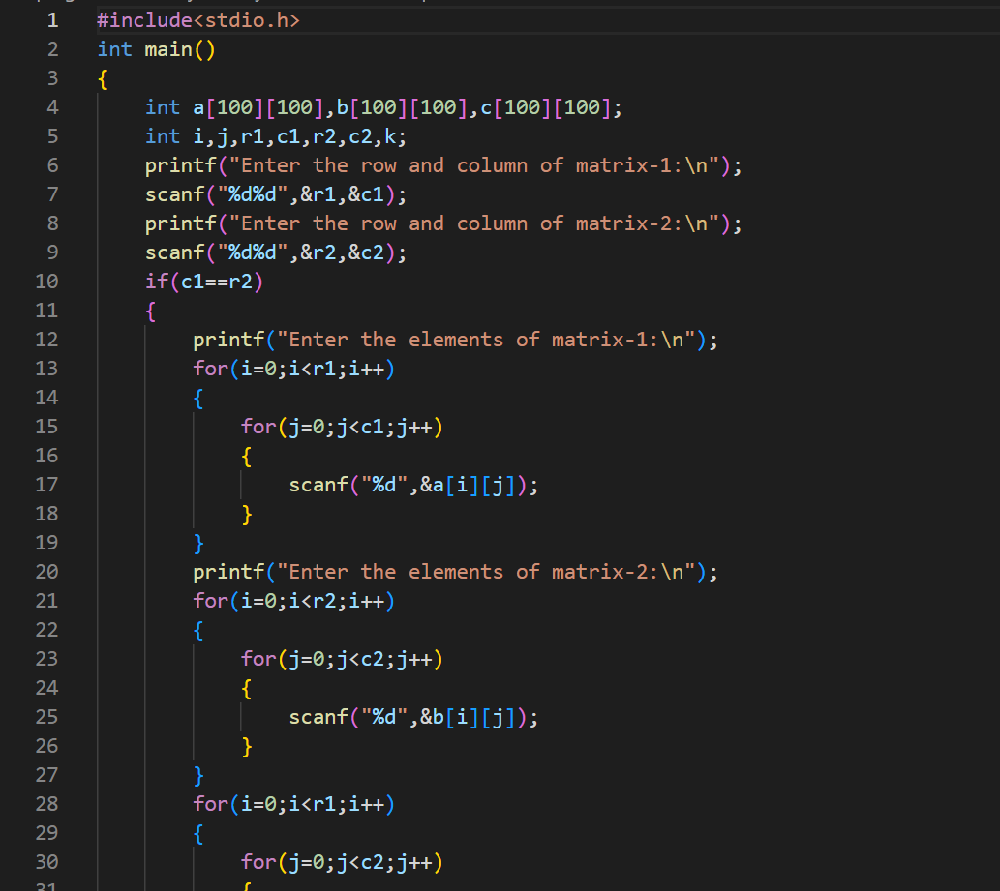 1 #include<stdio.h>
2 int main()
3 {
4     int a[100][100],b[100][100],c[100][100];
5     int i,j,r1,c1,r2,c2,k;
6     printf("Enter the row and column of matrix-1:\n");
7     scanf("%d%d",&r1,&c1);
8     printf("Enter the row and column of matrix-2:\n");
9     scanf("%d%d",&r2,&c2);
10     if(c1==r2)
11     {
12         printf("Enter the elements of matrix-1:\n");
13         for(i=0;i<r1;i++)
14         {
15             for(j=0;j<c1;j++)
16             {
17                 scanf("%d",&a[i][j]);
18             }
19         }
20         printf("Enter the elements of matrix-2:\n");
21         for(i=0;i<r2;i++)
22         {
23             for(j=0;j<c2;j++)
24             {
25                 scanf("%d",&b[i][j]);
26             }
27         }
28         for(i=0;i<r1;i++)
29         {
30             for(j=0;j<c2;j++)
31             {